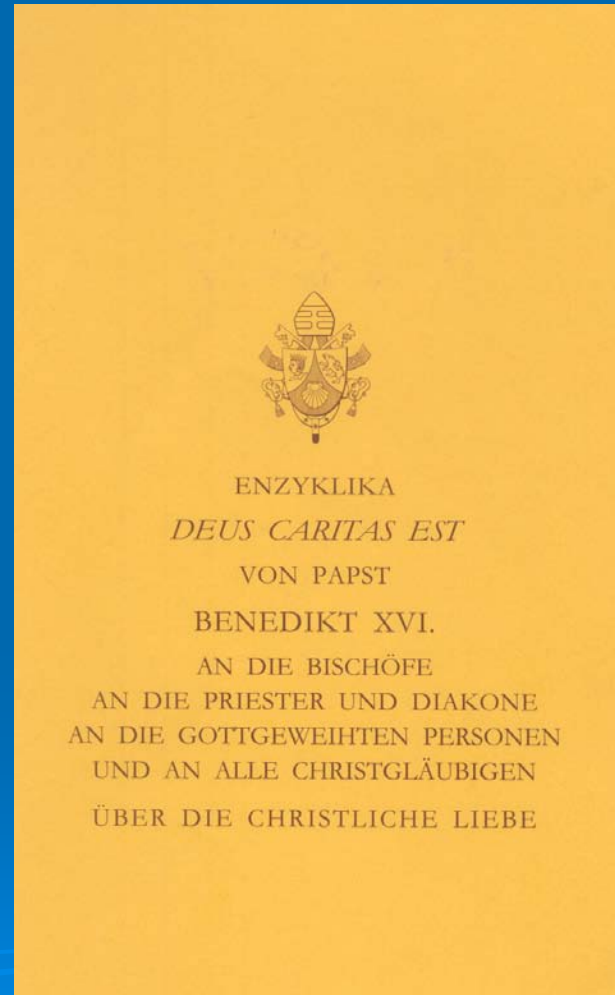 ENZYKLIKA
DEUS CARITAS EST
VON PAPST
BENEDIKT XVI.
AN DIE BISCHÖFE
AN DIE PRIESTER UND DIAKONE
AN DIE GOTTGEWEIHTEN PERSONEN
UND AN ALLE CHRISTGLÄUBIGEN
ÜBER DIE CHRISTLICHE LIEBE